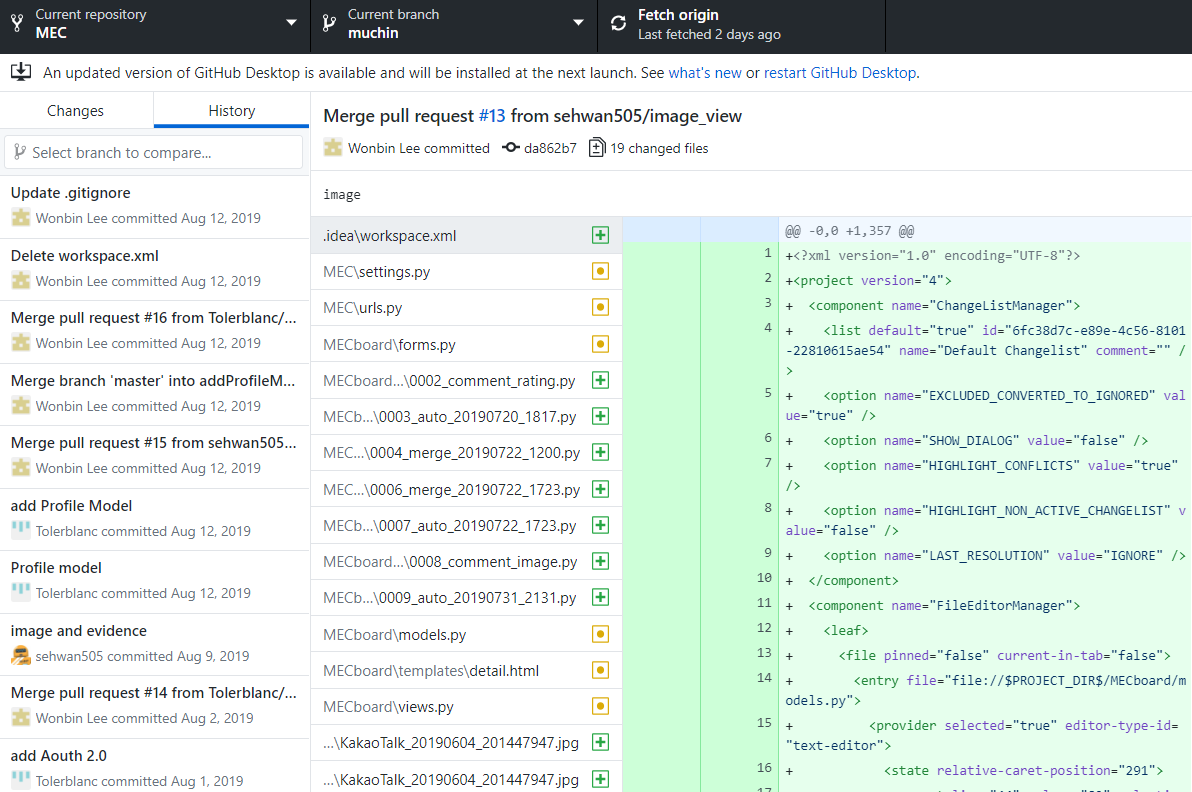 Current repository
MEC
Current branch
muchin
Fetch origin
Last fetched 2 days ago
An updated version of GitHub Desktop is available and will be installed at the next launch. See what's new or restart GitHub Desktop.
Changes
History
Select branch to compare...
Update .gitignore
Wonbin Lee committed Aug 12, 2019
Delete workspace.xml
Wonbin Lee committed Aug 12, 2019
Merge pull request #16 from Tolerblanc/...
Wonbin Lee committed Aug 12, 2019
Merge branch 'master' into addProfileM...
Wonbin Lee committed Aug 12, 2019
Merge pull request #15 from sehwan505...
Wonbin Lee committed Aug 12, 2019
add Profile Model
Tolerblanc committed Aug 12, 2019
Profile model
Tolerblanc committed Aug 12, 2019
image and evidence
sehwan505 committed Aug 9, 2019
Merge pull request #14 from Tolerblanc/...
Wonbin Lee committed Aug 2, 2019
add Aouth 2.0
Tolerblanc committed Aug 1, 2019
Merge pull request #13 from sehwan505/image_view
Wonbin Lee committed da862b7 19 changed files
image
.idea\workspace.xml
MEC\settings.py
MEC\urls.py
MECboard\forms.py
MECboard...\0002_comment_rating.py
MECb...\0003_auto_20190720_1817.py
MEC...\0004_merge_20190722_1200.py
MEC...\0006_merge_20190722_1723.py
MECb...\0007_auto_20190722_1723.py
MECboard...\0008_comment_image.py
MECb...\0009_auto_20190731_2131.py
MECboard\models.py
MECboard\templates\detail.html
MECboard\views.py
...\KakaoTalk_20190604_201447947.jpg
...\KakaoTalk_20190604_201447947.jpg
@@ -0,0 +1,357 @@
1 +<?xml version="1.0" encoding="UTF-8"?>
2 +<project version="4">
3 + <component name="ChangeListManager">
4 + <list default="true" id="6fc38d7c-e89e-4c56-8101
-22810615ae54" name="Default Changelist" comment="" /
>
5 + <option name="EXCLUDED_CONVERTED_TO_IGNORED" val
ue="true" />
6 + <option name="SHOW_DIALOG" value="false" />
7 + <option name="HIGHLIGHT_CONFLICTS" value="true"
/>
8 + <option name="HIGHLIGHT_NON_ACTIVE_CHANGELIST" v
alue="false" />
9 + <option name="LAST_RESOLUTION" value="IGNORE" />
10 + </component>
11 + <component name="FileEditorManager">
12 + <leaf>
13 + <file pinned="false" current-in-tab="false">
14 + <entry file="file://$PROJECT_DIR$/MECboard/m
odels.py">
15 + <provider selected="true" editor-type-id=
"text-editor">
16 + <state relative-caret-position="291">